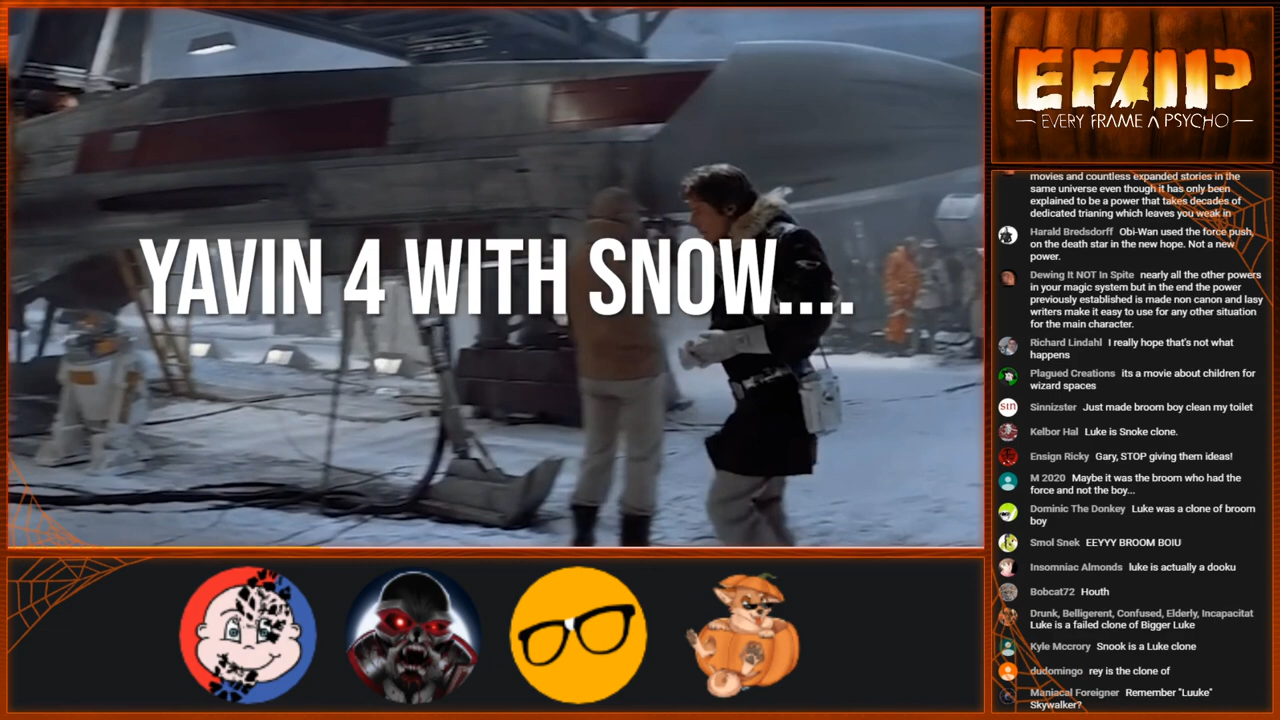 YAVIN 4 WITH SNOW....
EFAP
EVERY FRAME A PSYCHO
movies and countless expanded stories in the
same universe even though it has only been
explained to be a power that takes decades of
dedicated trianing which leaves you weak in
Harald Bredsdorff Obi-Wan used the force push,
on the death star in the new hope. Not a new
power.
Dewing It NOT In Spite nearly all the other powers
in your magic system but in the end the power
previously established is made non canon and lasy
writers make it easy to use for any other situation
for the main character.
Richard Lindahl I really hope that's not what
happens
Plagued Creations its a movie about children for
wizard spaces
sin
Sinnizster Just made broom boy clean my toilet
Kelbor Hal Luke is Snoke clone.
Ensign Ricky Gary, STOP giving them ideas!
M 2020 Maybe it was the broom who had the
force and not the boy...
Dominic The Donkey Luke was a clone of broom
boy
Smol Snek EEYYY BROOM BOIU
Insomniac Almonds luke is actually a dooku
Bobcat72 Houth
Drunk, Belligerent, Confused, Elderly, Incapacitat
Luke is a failed clone of Bigger Luke
Kyle Mccrory Snook is a Luke clone
dudomingo rey is the clone of
Maniacal Foreigner Remember "Luuke"
Skywalker?